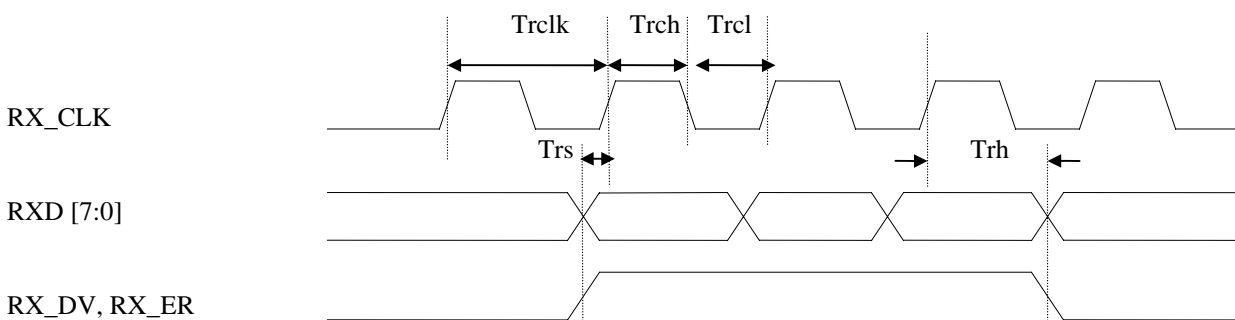 Trclk Trch Trcl
RX_CLK
Trs Trh
RXD [7:0]
RX_DV, RX_ER